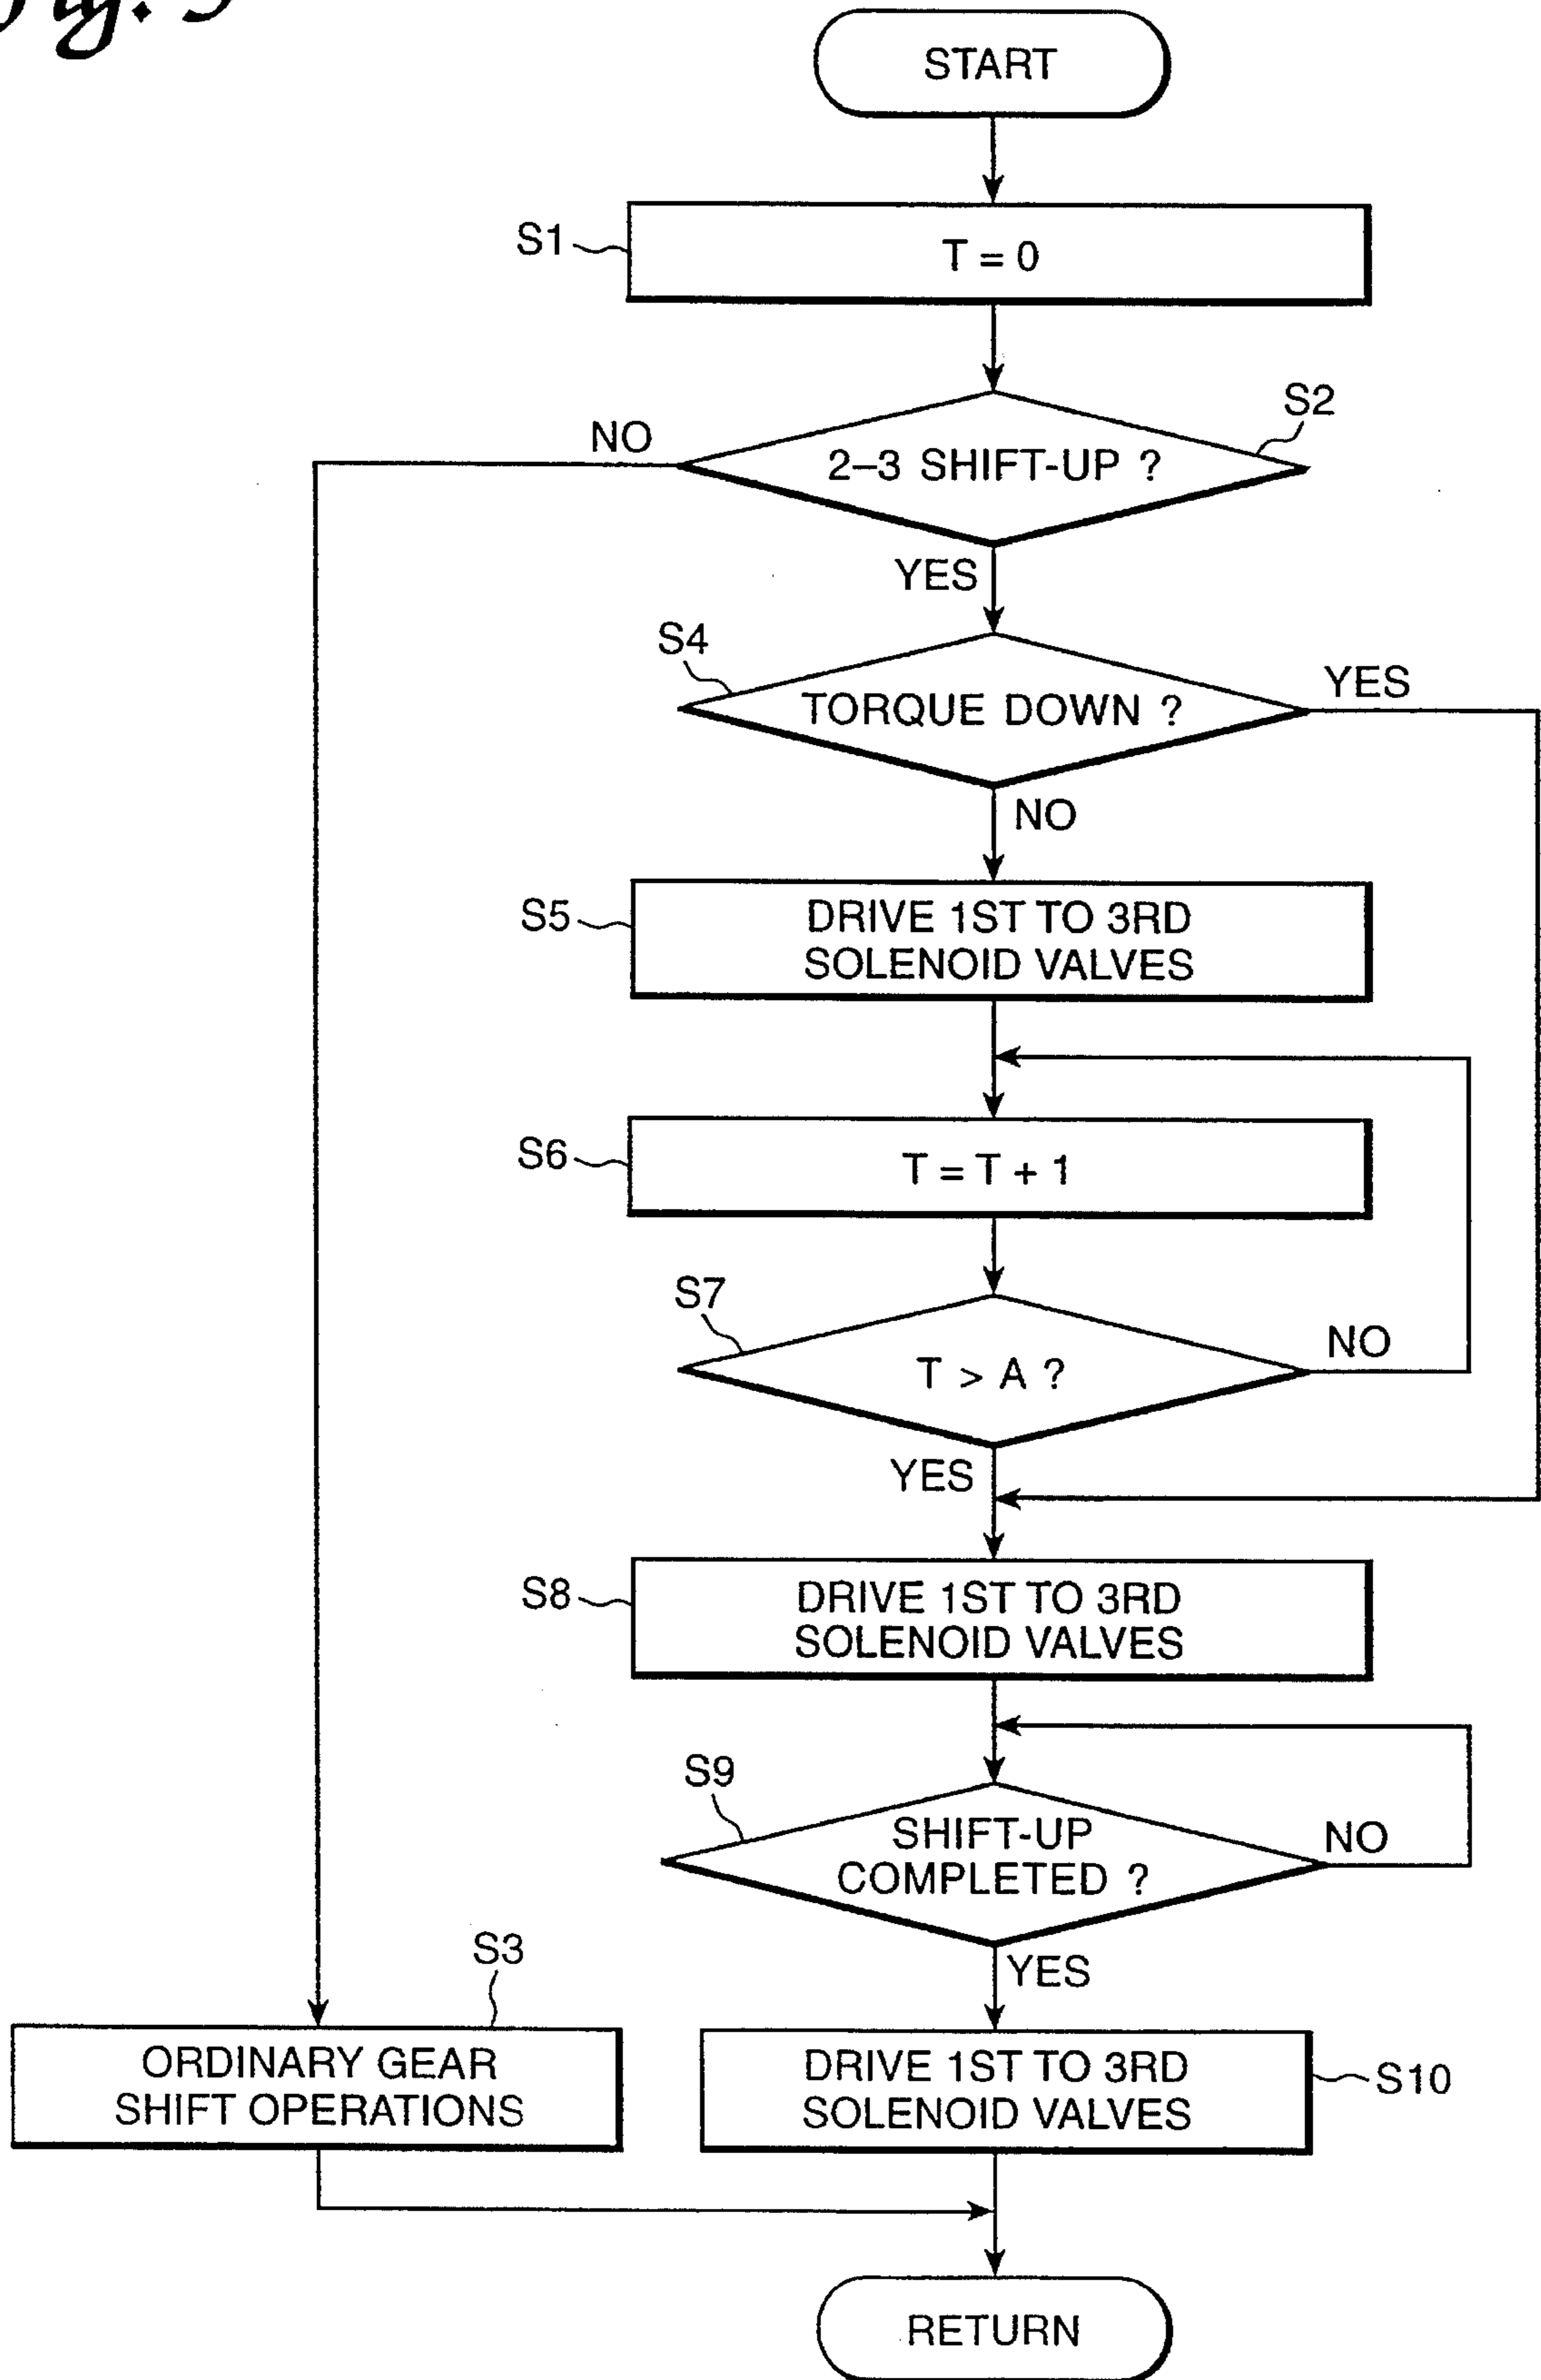 Fig. 5
START
S1
T = 0
S2
NO
2–3 SHIFT-UP ?
YES
S4
YES
TORQUE DOWN ?
NO
S5
DRIVE 1ST TO 3RD
SOLENOID VALVES
S6
T = T + 1
S7
NO
T > A ?
YES
S8
DRIVE 1ST TO 3RD
SOLENOID VALVES
S9
NO
SHIFT-UP
COMPLETED ?
YES
S3
ORDINARY GEAR
SHIFT OPERATIONS
DRIVE 1ST TO 3RD
SOLENOID VALVES
S10
RETURN